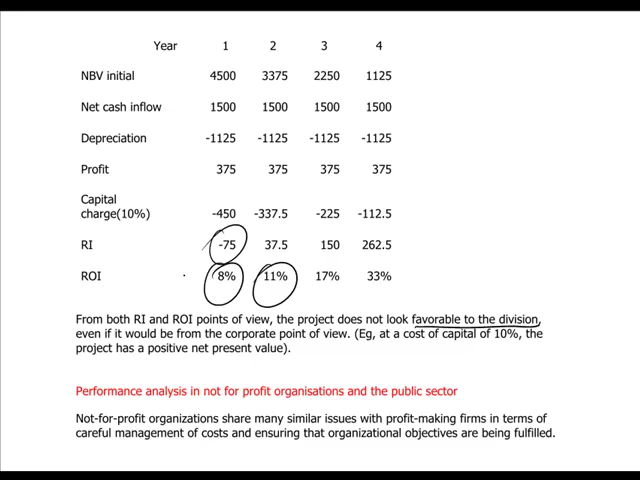 Year 1 2 3 4
NBV initial 4500 3375 2250 1125
Net cash inflow 1500 1500 1500 1500
Depreciation -1125 -1125 -1125 -1125
Profit 375 375 375 375
Capital
charge(10%) -450 -337.5 -225 -112.5
RI -75 37.5 150 262.5
ROI 8% 11% 17% 33%
From both RI and ROI points of view, the project does not look favorable to the division,
even if it would be from the corporate point of view. (Eg, at a cost of capital of 10%, the
project has a positive net present value).
Performance analysis in not for profit organisations and the public sector
Not-for-profit organizations share many similar issues with profit-making firms in terms of
careful management of costs and ensuring that organizational objectives are being fulfilled.